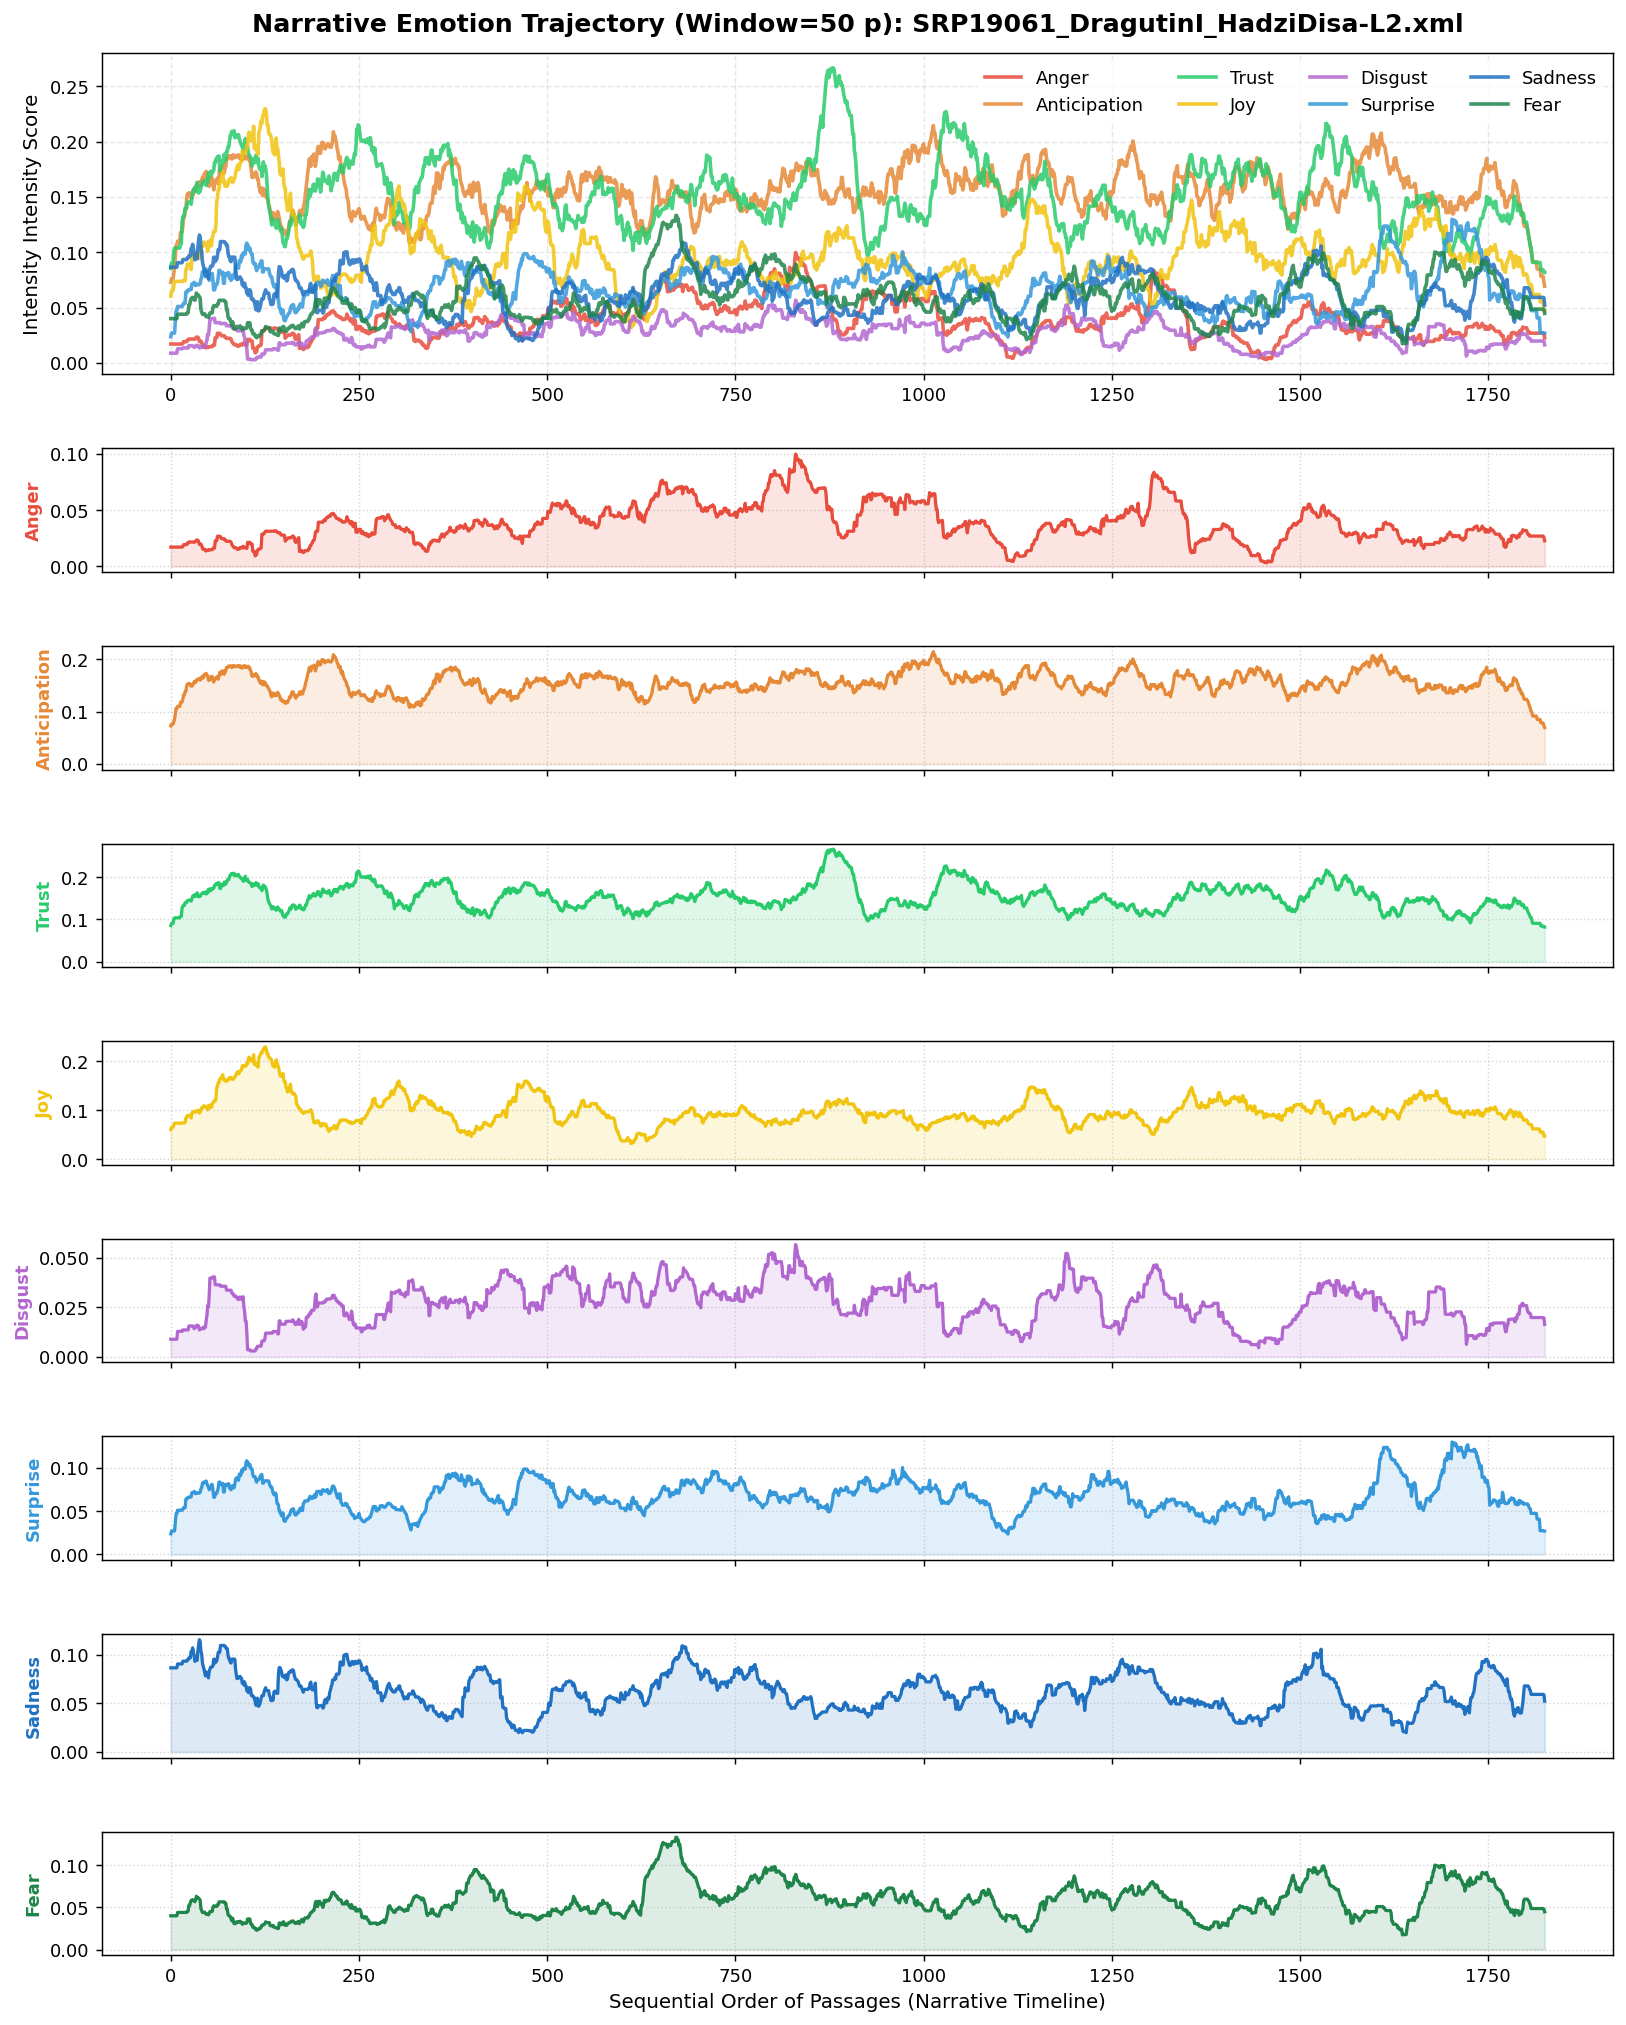 Narrative Emotion Trajectory (Window=50 p): SRP19061_DragutinI_HadziDisa-L2.xml
Intensity Intensity Score
0.25
0.20
0.15
0.10
0.05
0.00
Anger Trust Disgust Sadness
Anticipation Joy Surprise Fear
0 250 500 750 1000 1250 1500 1750
Anger
0.10
0.05
0.00
Anticipation
0.2
0.1
0.0
Trust
0.2
0.1
0.0
Joy
0.2
0.1
0.0
Disgust
0.050
0.025
0.000
Surprise
0.10
0.05
0.00
Sadness
0.10
0.05
0.00
Fear
0.10
0.05
0.00
0 250 500 750 1000 1250 1500 1750
Sequential Order of Passages (Narrative Timeline)